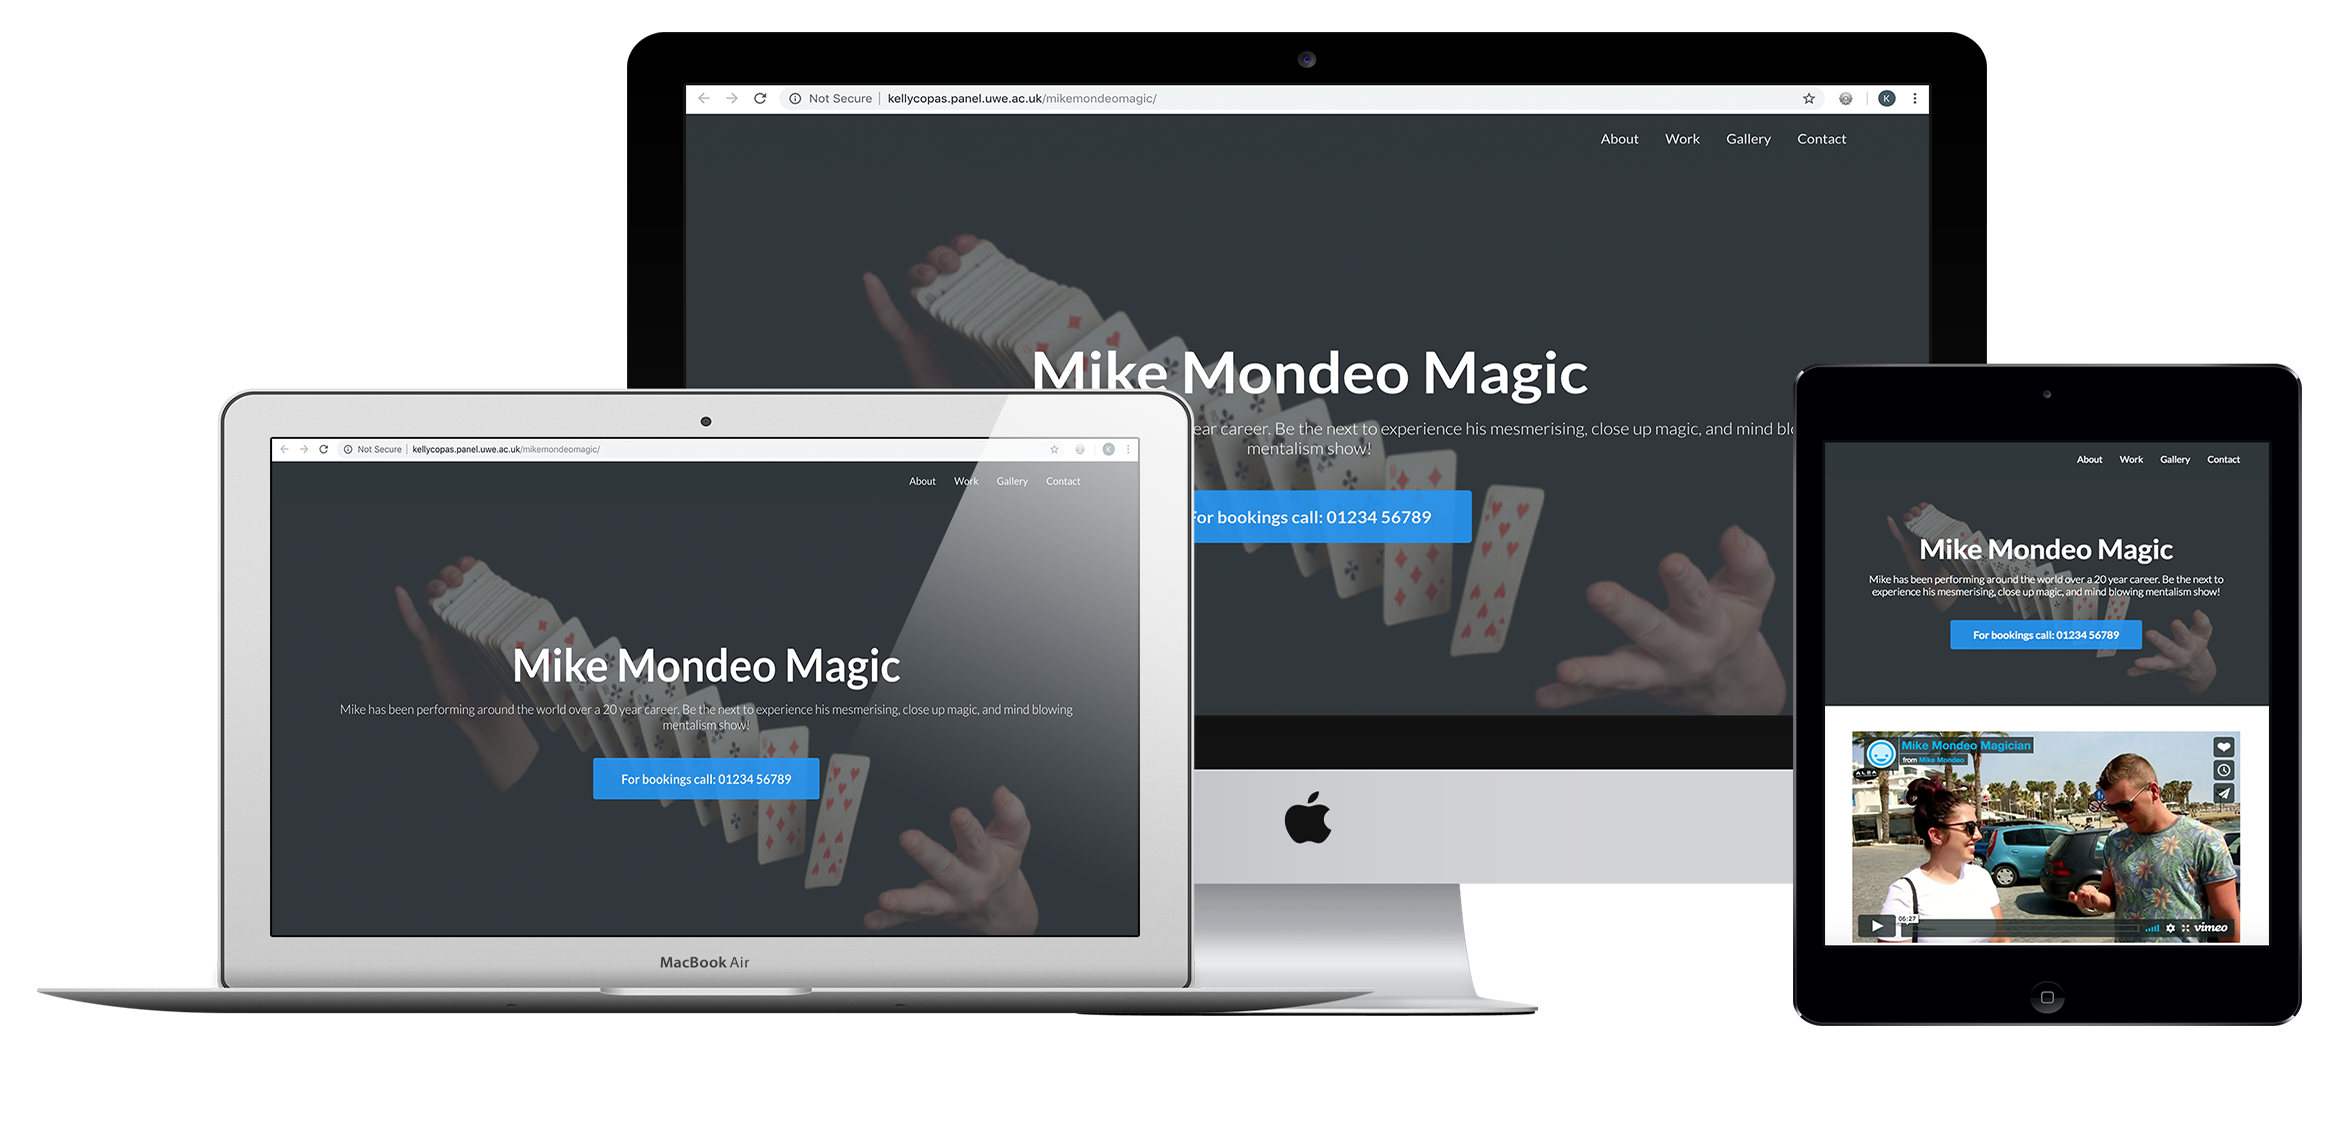 Not Secure | kellycopas.panel.uwe.ac.uk/mikemondeomagic/
K
About Work Gallery Contact
Mike Mondeo Magic
year career. Be the next to experience his mesmerising, close up magic, and mind
mentalism show!
For bookings call: 01234 56789
Not Secure | kellycopas.panel.uwe.ac.uk/mikemondeomagic/
K
About Work Gallery Contact
Mike Mondeo Magic
Mike has been performing around the world over a 20 year career. Be the next to experience his mesmerising, close up magic, and mind blowing
mentalism show!
For bookings call: 01234 56789
MacBook Air
About Work Gallery Contact
Mike Mondeo Magic
Mike has been performing around the world over a 20 year career. Be the next to
experience his mesmerising, close up magic, and mind blowing mentalism show!
For bookings call: 01234 56789
Mike Mondeo Magician
from Mike Mondeo
06:27
vimeo